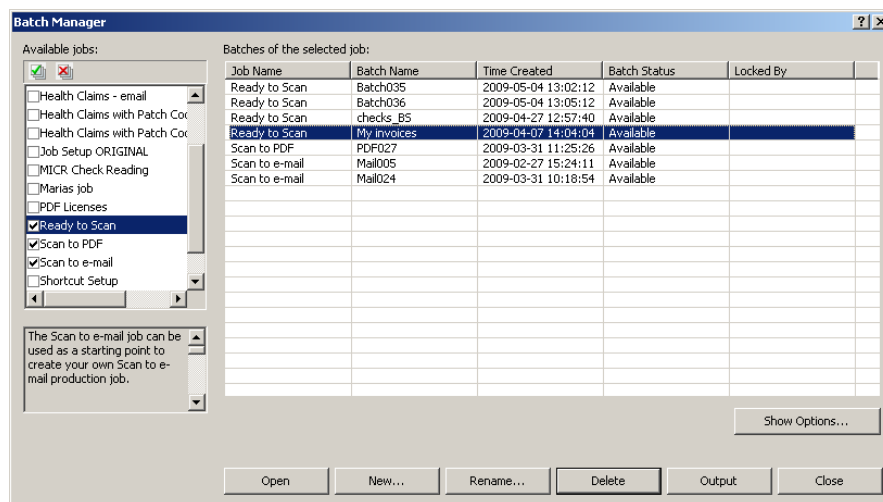 Batch Manager
Available jobs:
Health Claims - email
Health Claims with Patch Coc
Health Claims with Patch Coc
Job Setup ORIGINAL
MICR Check Reading
Marias job
PDF Licenses
Ready to Scan
Scan to PDF
Scan to e-mail
Shortcut Setup
The Scan to e-mail job can be
used as a starting point to
create your own Scan to e-
mail production job.
Batches of the selected job:
Job Name Batch Name Time Created Batch Status Locked By
Ready to Scan Batch035 2009-05-04 13:02:12 Available
Ready to Scan Batch036 2009-05-04 13:05:12 Available
Ready to Scan checks_BS 2009-04-27 12:57:40 Available
Ready to Scan My invoices 2009-04-07 14:04:04 Available
Scan to PDF PDF027 2009-03-31 11:25:26 Available
Scan to e-mail Mail005 2009-02-27 15:24:11 Available
Scan to e-mail Mail024 2009-03-31 10:18:54 Available
Show Options...
Open New... Rename... Delete Output Close